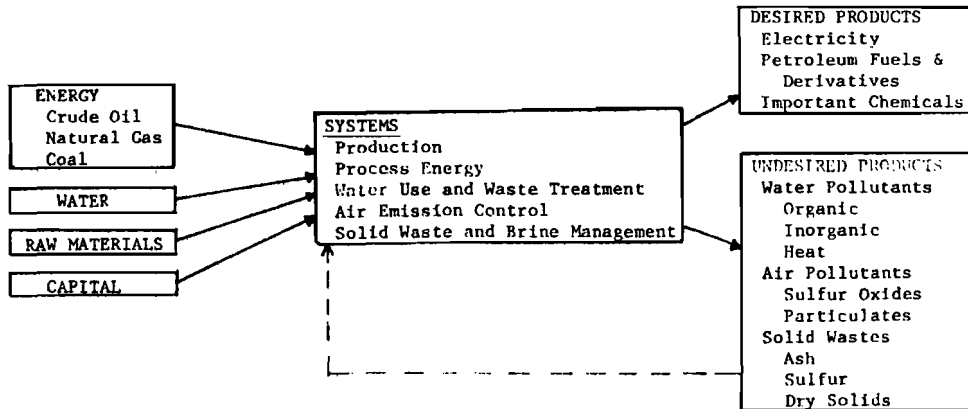 ENERGY
Crude Oil
Natural Gas
Coal
WATER
RAW MATERIALS
CAPITAL
SYSTEMS
Production
Process Energy
Water Use and Waste Treatment
Air Emission Control
Solid Waste and Brine Management
DESIRED PRODUCTS
Electricity
Petroleum Fuels &
Derivatives
Important Chemicals
UNDESIRED PRODUCTS
Water Pollutants
Organic
Inorganic
Heat
Air Pollutants
Sulfur Oxides
Particulates
Solid Wastes
Ash
Sulfur
Dry Solids